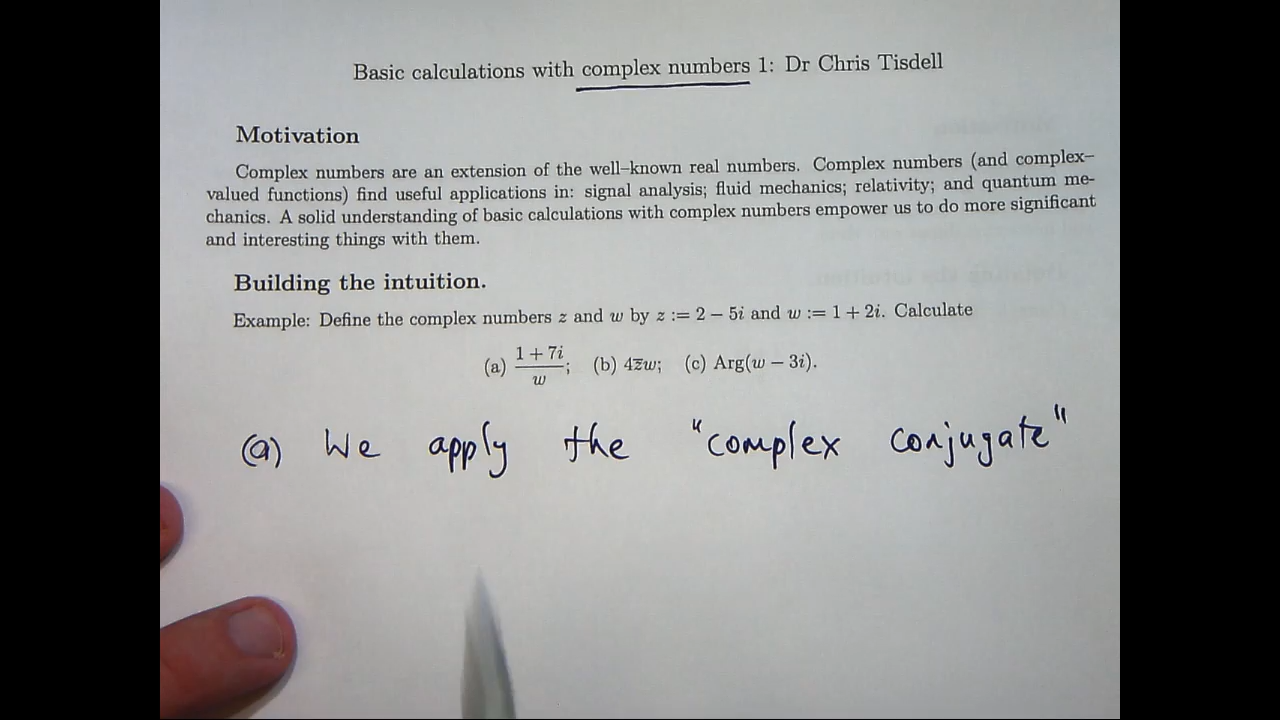 Basic calculations with complex numbers 1: Dr Chris Tisdell
Motivation
Complex numbers are an extension of the well–known real numbers. Complex numbers (and complex–
valued functions) find useful applications in: signal analysis; fluid mechanics; relativity; and quantum me-
chanics. A solid understanding of basic calculations with complex numbers empower us to do more significant
and interesting things with them.
Building the intuition.
Example: Define the complex numbers z and w by z := 2 − 5i and w := 1 + 2i. Calculate
(a) (1 + 7i)/w; (b) 4z̅w; (c) Arg(w − 3i).
(a) We apply the "complex conjugate"